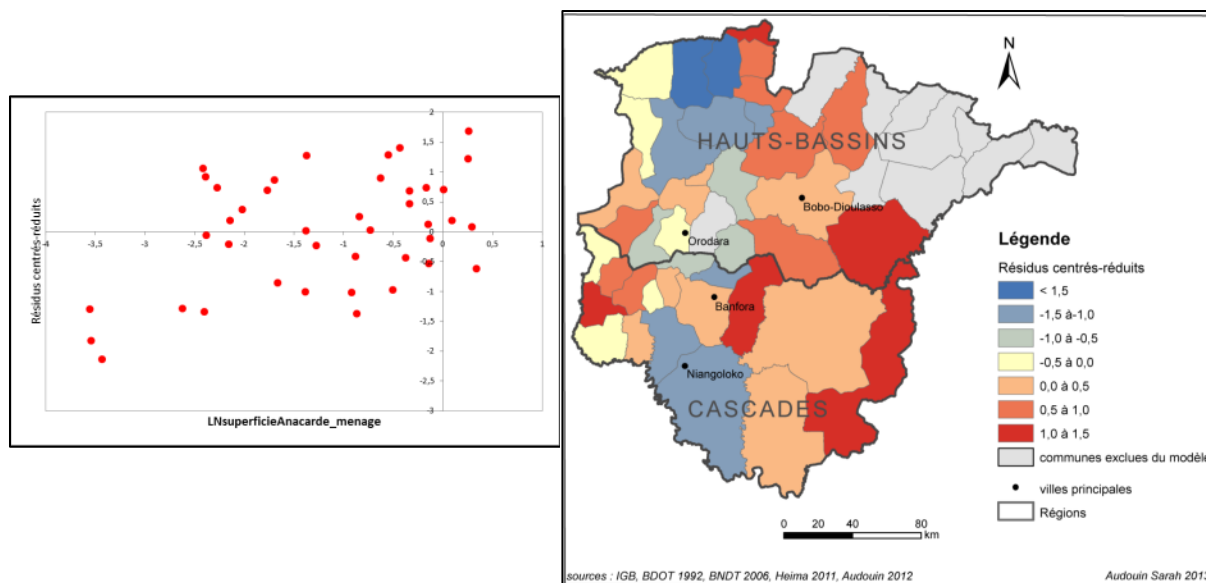 Résidus centrés-réduits
2
1,5
1
0,5
0
-0,5
-1
-1,5
-2
-2,5
-3
-4
-3,5
-3
-2,5
-2
-1,5
-1
-0,5
0
1
LNsuperficieAnacarde_menage
N
HAUTS-BASSINS
Bobo-Dioulasso
Orodara
Banfora
Niangoloko
CASCADES
Légende
Résidus centrés-réduits
< 1,5
-1,5 à-1,0
-1,0 à -0,5
-0,5 à 0,0
0,0 à 0,5
0,5 à 1,0
1,0 à 1,5
communes exclues du modèle
villes principales
Régions
0 20 40 80
km
sources : IGB, BDOT 1992, BNDT 2006, Heima 2011, Audouin 2012
Audouin Sarah 2013